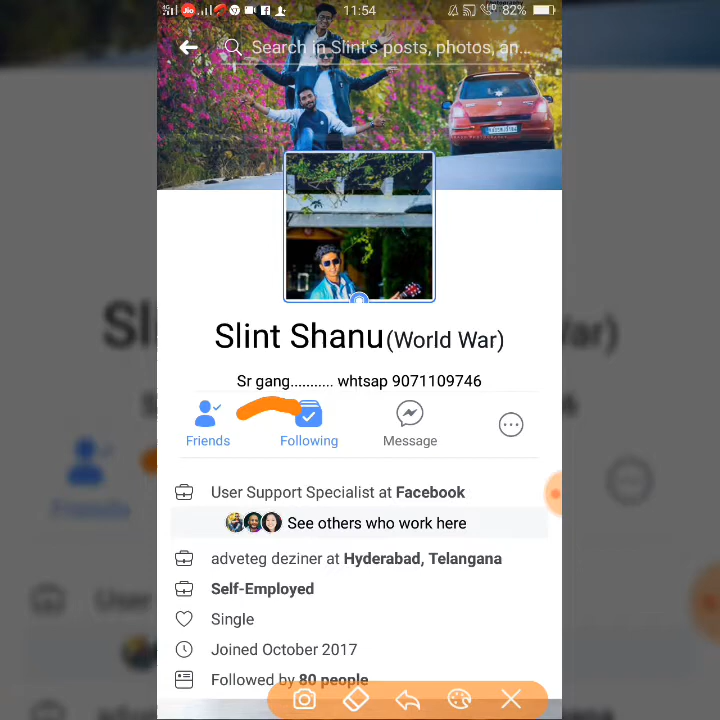 11:54
82%
Search in Slint's posts, photos, an...
Slint Shanu(World War)
Sr gang........... whtsap 9071109746
Friends
Following
Message
User Support Specialist at Facebook
See others who work here
adveteg deziner at Hyderabad, Telangana
Self-Employed
Single
Joined October 2017
Followed by 80 people